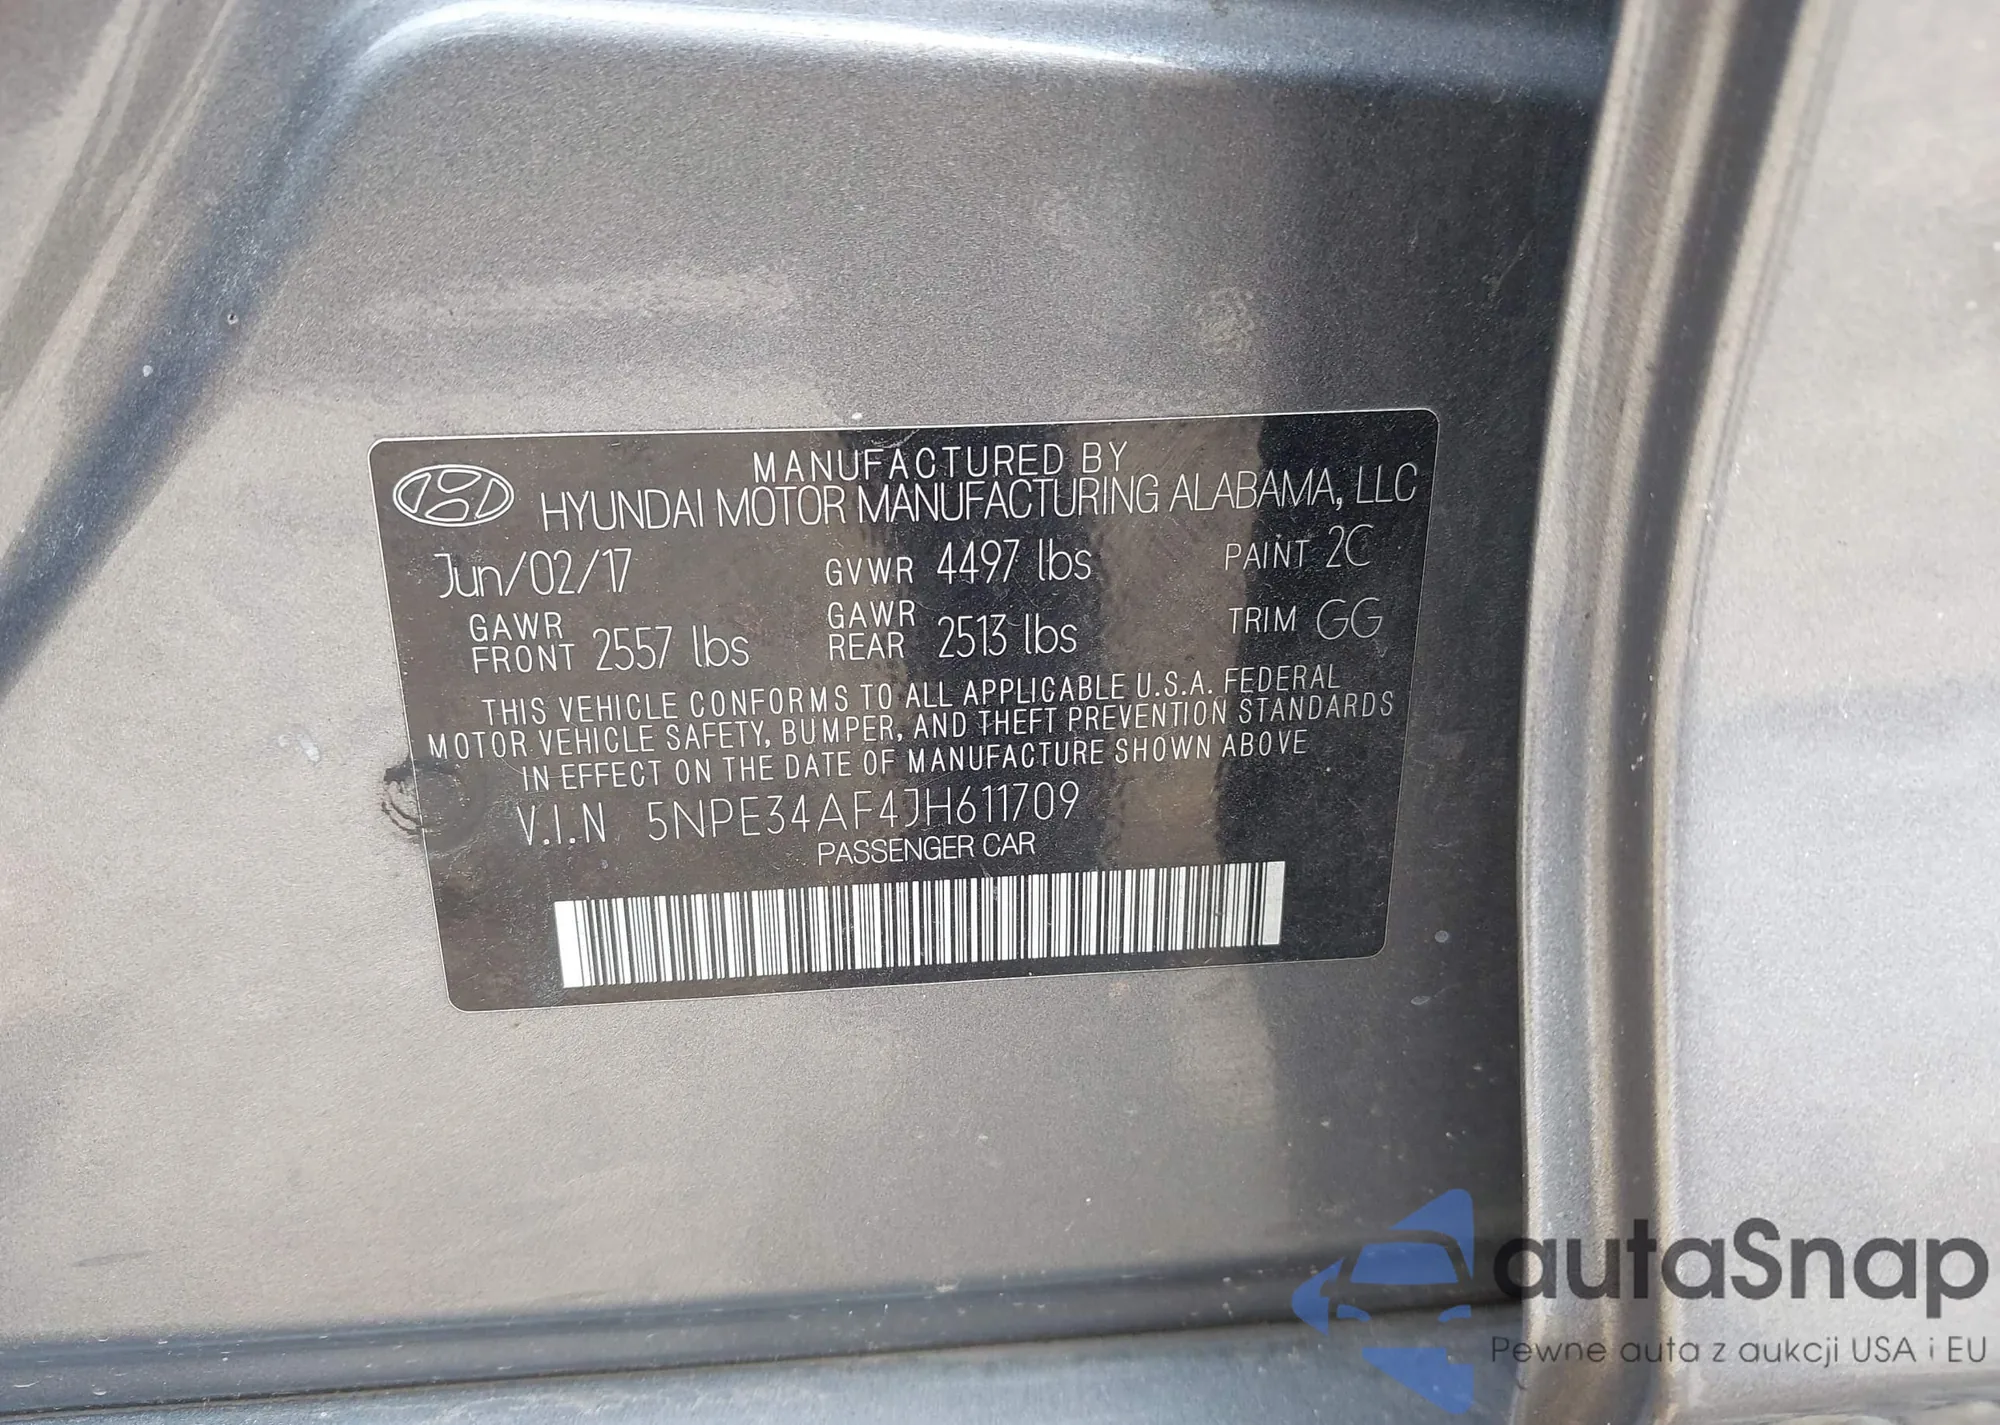 MANUFACTURED BY
HYUNDAI MOTOR MANUFACTURING ALABAMA, LLC
Jun/02/17 GVWR 4497 lbs PAINT 2C
GAWR FRONT 2557 lbs GAWR REAR 2513 lbs TRIM GG
THIS VEHICLE CONFORMS TO ALL APPLICABLE U.S.A. FEDERAL
MOTOR VEHICLE SAFETY, BUMPER, AND THEFT PREVENTION STANDARDS
IN EFFECT ON THE DATE OF MANUFACTURE SHOWN ABOVE
V.I.N 5NPE34AF4JH611709
PASSENGER CAR
autaSnap
Pewne auta z aukcji USA i EU